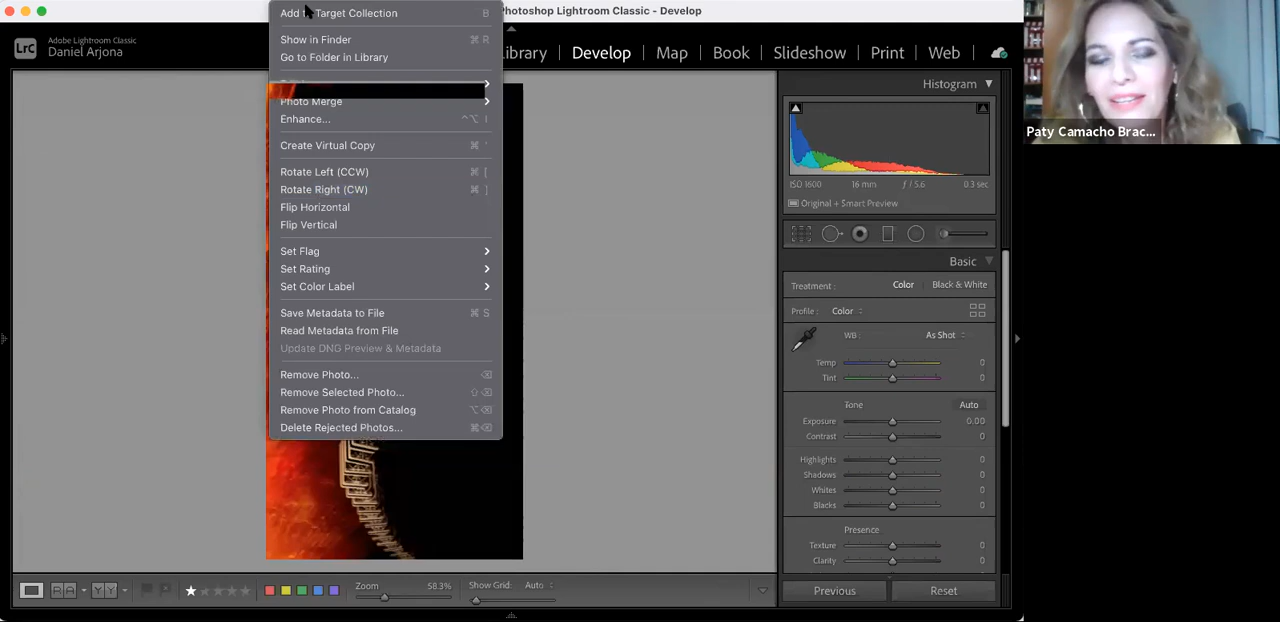 Photoshop Lightroom Classic - Develop
Adobe Lightroom Classic
Daniel Arjona
Library Develop Map Book Slideshow Print Web
Add to Target Collection B
Show in Finder ⌘ R
Go to Folder in Library
Photo Merge
Enhance... ^⌥ I
Create Virtual Copy ⌘ '
Rotate Left (CCW) ⌘ [
Rotate Right (CW) ⌘ ]
Flip Horizontal
Flip Vertical
Set Flag
Set Rating
Set Color Label
Save Metadata to File ⌘ S
Read Metadata from File
Update DNG Preview & Metadata
Remove Photo... ⌫
Remove Selected Photo... ⇧⌫
Remove Photo from Catalog ⌥⌫
Delete Rejected Photos... ⌘⌫
Zoom 58.3% Show Grid: Auto
Histogram
ISO 1600 16 mm ƒ / 5.6 0.3 sec
Original + Smart Preview
Basic
Treatment : Color Black & White
Profile : Color
WB : As Shot
Temp 0
Tint 0
Tone Auto
Exposure 0.00
Contrast 0
Highlights 0
Shadows 0
Whites 0
Blacks 0
Presence
Texture 0
Clarity 0
Previous Reset
Paty Camacho Brac...